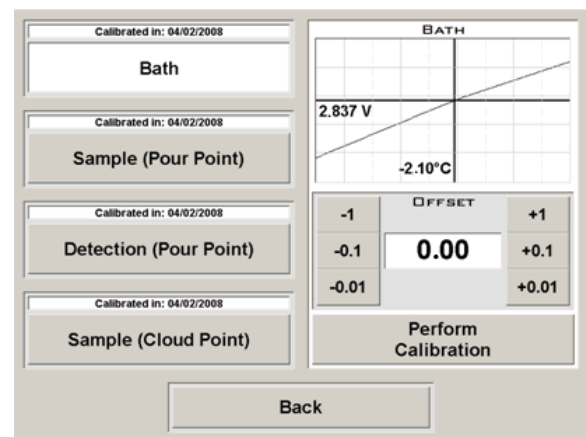 Calibrated in: 04/02/2008
Bath
Calibrated in: 04/02/2008
Sample (Pour Point)
Calibrated in: 04/02/2008
Detection (Pour Point)
Calibrated in: 04/02/2008
Sample (Cloud Point)
BATH
2.837 V
-2.10°C
OFFSET
-1
+1
-0.1
0.00
+0.1
-0.01
+0.01
Perform
Calibration
Back